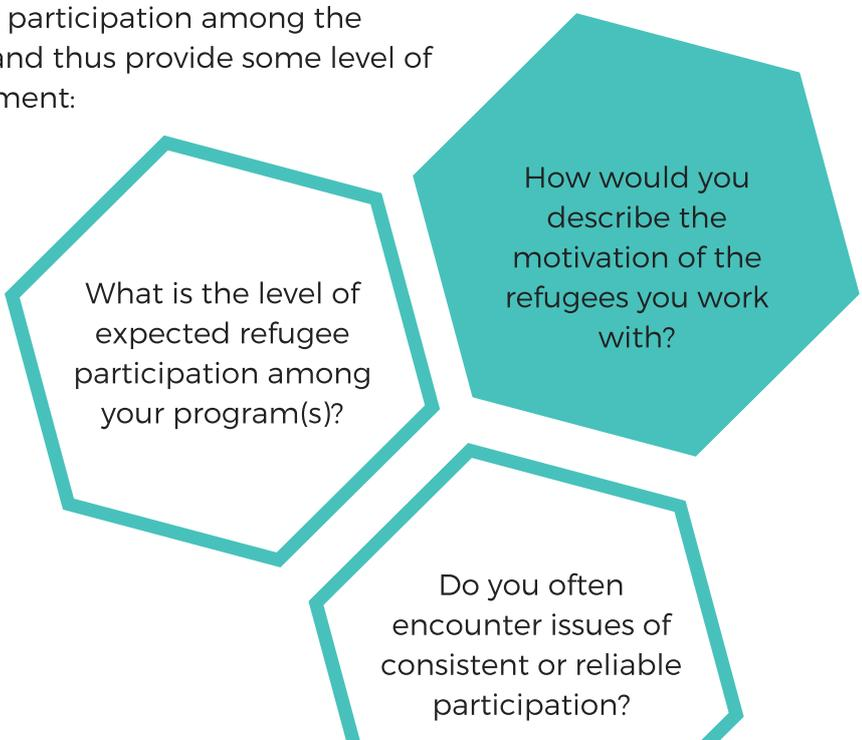 participation among the
and thus provide some level of
ment:
How would you
describe the
motivation of the
refugees you work
with?
What is the level of
expected refugee
participation among
your program(s)?
Do you often
encounter issues of
consistent or reliable
participation?